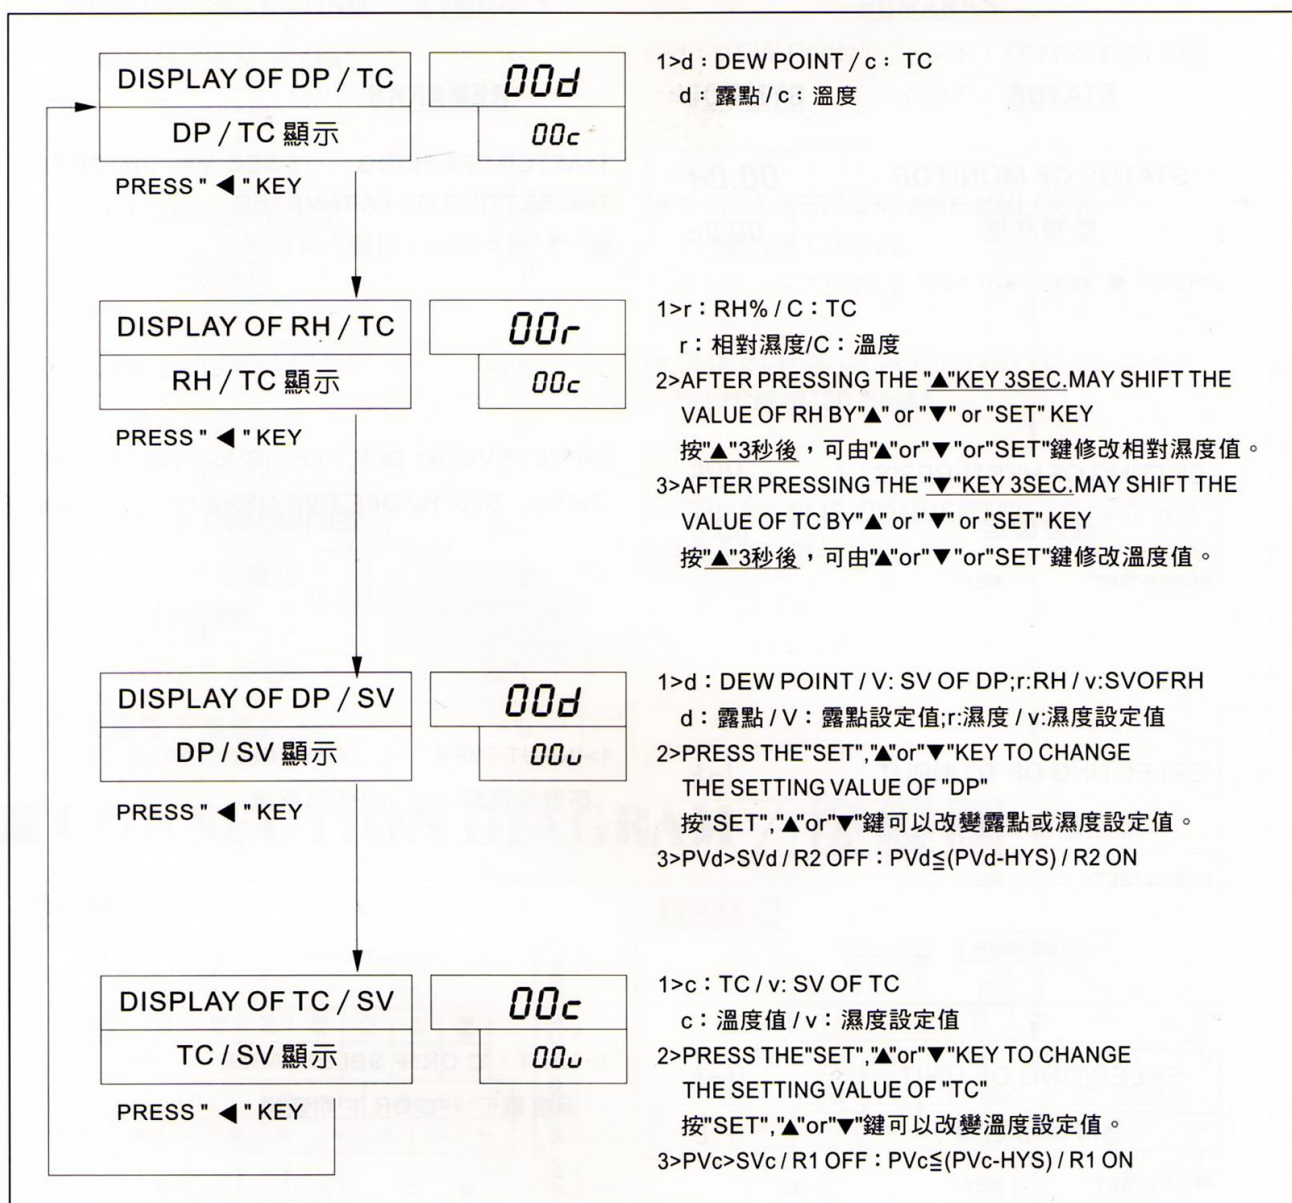 DISPLAY OF DP / TC
00d
DP / TC 顯示
00c
PRESS " ◀ " KEY
1>d：DEW POINT / c： TC
d：露點 / c：溫度
DISPLAY OF RH / TC
00r
RH / TC 顯示
00c
PRESS " ◀ " KEY
1>r：RH% / C：TC
r：相對濕度/C：溫度
2>AFTER PRESSING THE "▲"KEY 3SEC.MAY SHIFT THE
VALUE OF RH BY"▲" or "▼" or "SET" KEY
按"▲"3秒後，可由"▲"or"▼"or"SET"鍵修改相對濕度值。
3>AFTER PRESSING THE "▼"KEY 3SEC.MAY SHIFT THE
VALUE OF TC BY"▲" or "▼" or "SET" KEY
按"▲"3秒後，可由"▲"or"▼"or"SET"鍵修改溫度值。
DISPLAY OF DP / SV
00d
DP / SV 顯示
00v
PRESS " ◀ " KEY
1>d：DEW POINT / V: SV OF DP;r:RH / v:SVOFRH
d：露點 / V：露點設定值;r:濕度 / v:濕度設定值
2>PRESS THE"SET","▲"or"▼"KEY TO CHANGE
THE SETTING VALUE OF "DP"
按"SET","▲"or"▼"鍵可以改變露點或濕度設定值。
3>PVd>SVd / R2 OFF：PVd≦(PVd-HYS) / R2 ON
DISPLAY OF TC / SV
00c
TC / SV 顯示
00v
PRESS " ◀ " KEY
1>c：TC / v: SV OF TC
c：溫度值 / v：濕度設定值
2>PRESS THE"SET","▲"or"▼"KEY TO CHANGE
THE SETTING VALUE OF "TC"
按"SET","▲"or"▼"鍵可以改變溫度設定值。
3>PVc>SVc / R1 OFF：PVc≦(PVc-HYS) / R1 ON